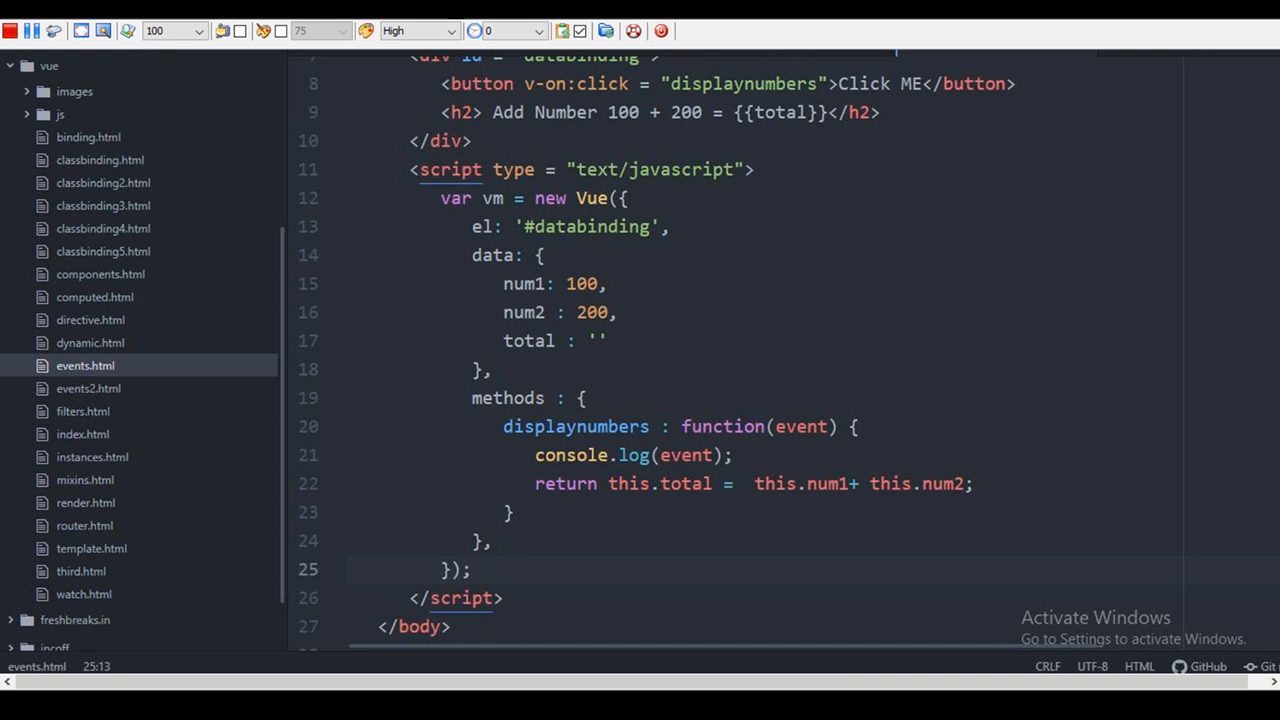 100
75
High
0
vue
images
js
binding.html
classbinding.html
classbinding2.html
classbinding3.html
classbinding4.html
classbinding5.html
components.html
computed.html
directive.html
dynamic.html
events.html
events2.html
filters.html
index.html
instances.html
mixins.html
render.html
router.html
template.html
third.html
watch.html
freshbreaks.in
incoff
7 <div id = "databinding">
8 <button v-on:click = "displaynumbers">Click ME</button>
9 <h2> Add Number 100 + 200 = {{total}}</h2>
10 </div>
11 <script type = "text/javascript">
12 var vm = new Vue({
13 el: '#databinding',
14 data: {
15 num1: 100,
16 num2 : 200,
17 total : ''
18 },
19 methods : {
20 displaynumbers : function(event) {
21 console.log(event);
22 return this.total =  this.num1+ this.num2;
23 }
24 },
25 });
26 </script>
27 </body>
Activate Windows
Go to Settings to activate Windows.
events.html 25:13 CRLF UTF-8 HTML GitHub Git